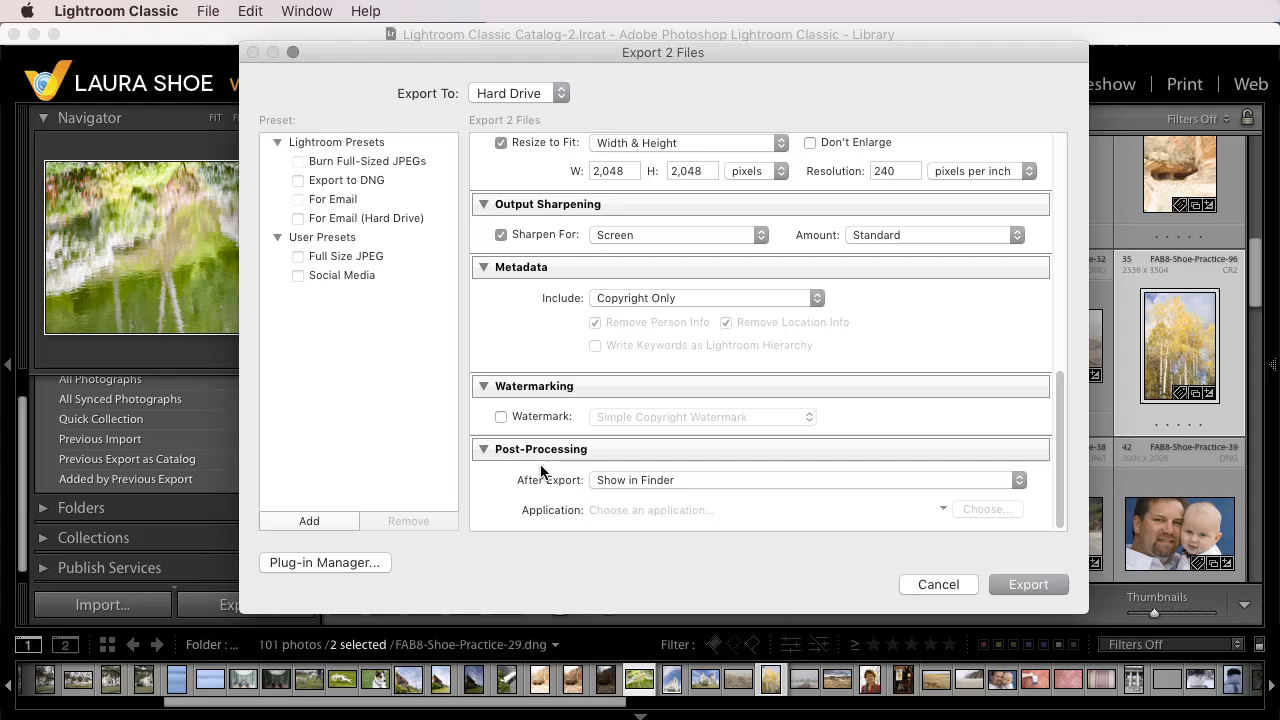 Lightroom Classic File Edit Window Help
Lightroom Classic Catalog-2.lrcat - Adobe Photoshop Lightroom Classic - Library
Export 2 Files
LAURA SHOE
Print Web
Export To: Hard Drive
Navigator FIT
Filters Off
Preset:
Export 2 Files
Lightroom Presets
Burn Full-Sized JPEGs
Export to DNG
For Email
For Email (Hard Drive)
User Presets
Full Size JPEG
Social Media
Add Remove
Resize to Fit: Width & Height Don't Enlarge
W: 2,048 H: 2,048 pixels Resolution: 240 pixels per inch
Output Sharpening
Sharpen For: Screen Amount: Standard
Metadata
Include: Copyright Only
Remove Person Info Remove Location Info
Write Keywords as Lightroom Hierarchy
Watermarking
Watermark: Simple Copyright Watermark
Post-Processing
After Export: Show in Finder
Application: Choose an application... Choose...
Plug-in Manager...
Cancel Export
35 FAB8-Shoe-Practice-96
2336 x 3504 CR2
42 FAB8-Shoe-Practice-39
3000 x 2008 DNG
All Photographs
All Synced Photographs
Quick Collection
Previous Import
Previous Export as Catalog
Added by Previous Export
Folders
Collections
Publish Services
Import...
Thumbnails
1 2 Folder : ... 101 photos /2 selected /FAB8-Shoe-Practice-29.dng Filter : Filters Off